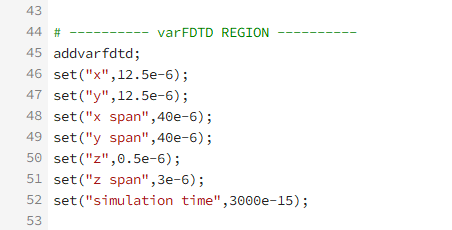 43
44 # ---------- varFDTD REGION ----------
45 addvarfdtd;
46 set("x",12.5e-6);
47 set("y",12.5e-6);
48 set("x span",40e-6);
49 set("y span",40e-6);
50 set("z",0.5e-6);
51 set("z span",3e-6);
52 set("simulation time",3000e-15);
53